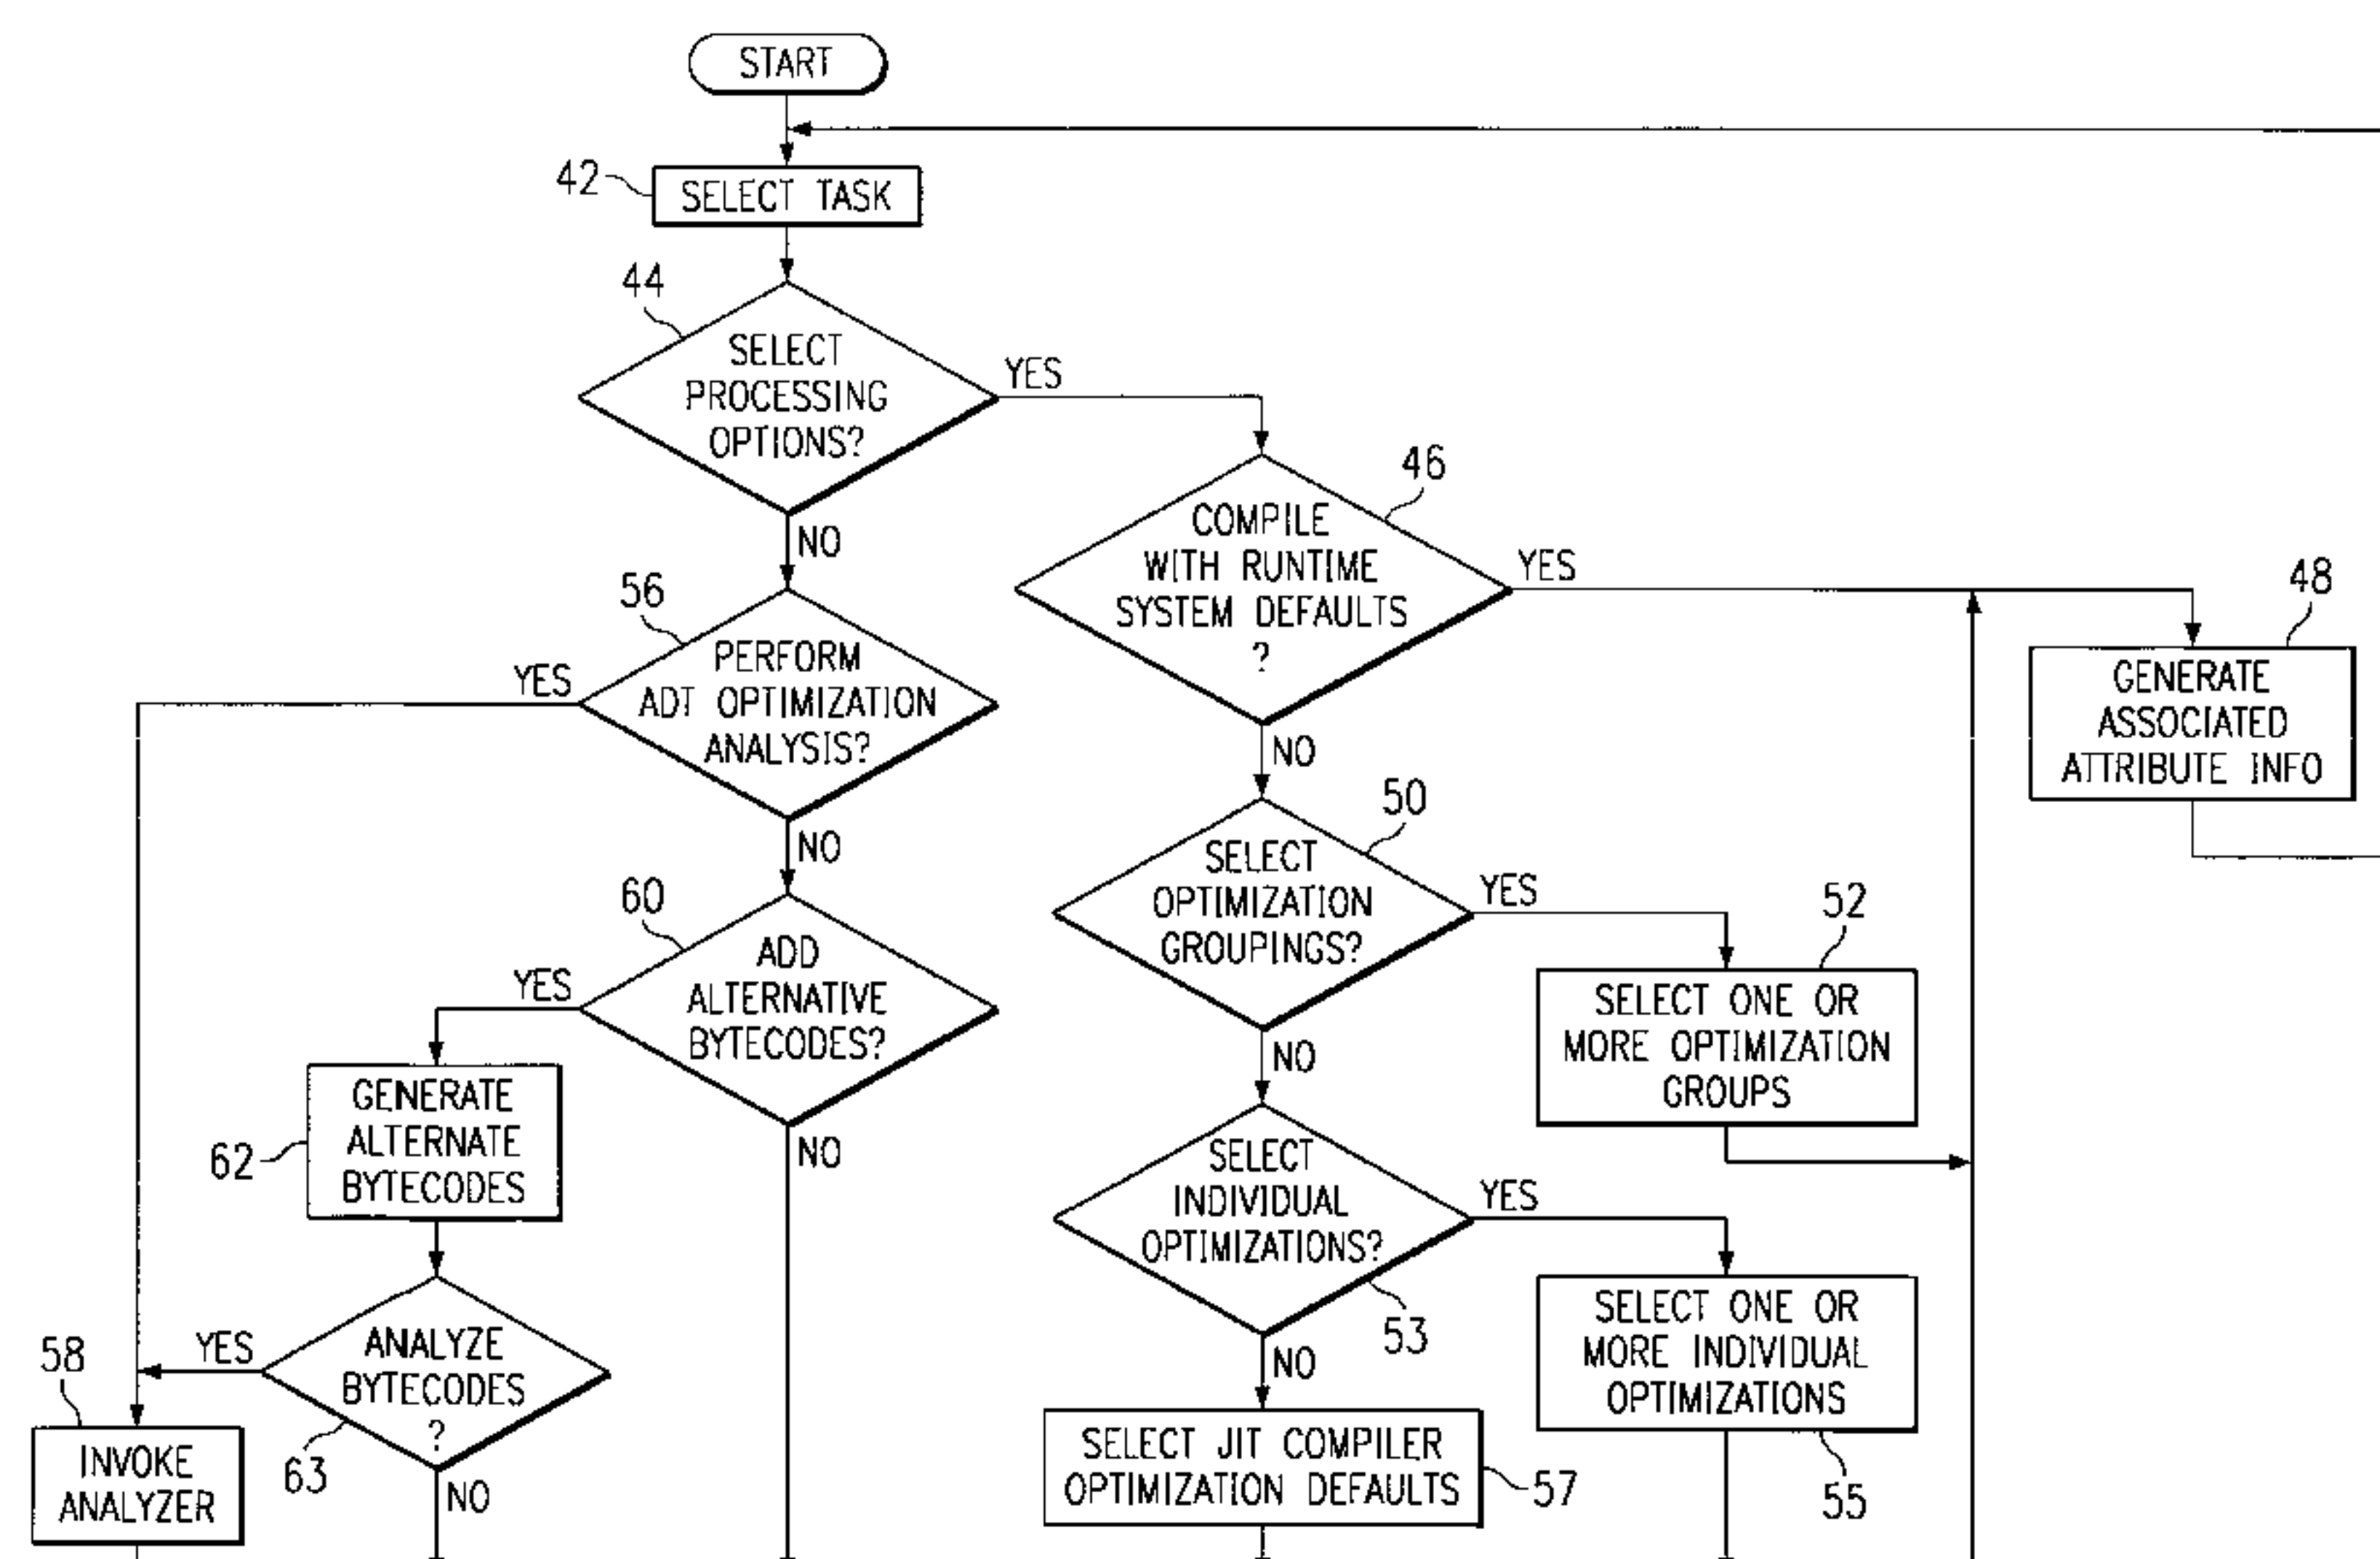 START
42
SELECT TASK
44
SELECT
PROCESSING
OPTIONS?
YES
NO
46
COMPILE
WITH RUNTIME
SYSTEM DEFAULTS
?
YES
NO
48
GENERATE
ASSOCIATED
ATTRIBUTE INFO
56
PERFORM
ADT OPTIMIZATION
ANALYSIS?
YES
NO
50
SELECT
OPTIMIZATION
GROUPINGS?
YES
NO
52
SELECT ONE OR
MORE OPTIMIZATION
GROUPS
60
ADD
ALTERNATIVE
BYTECODES?
YES
NO
62
GENERATE
ALTERNATE
BYTECODES
SELECT
INDIVIDUAL
OPTIMIZATIONS?
YES
53
NO
SELECT ONE OR
MORE INDIVIDUAL
OPTIMIZATIONS
55
58
YES
ANALYZE
BYTECODES
?
63
NO
INVOKE
ANALYZER
SELECT JIT COMPILER
OPTIMIZATION DEFAULTS
57